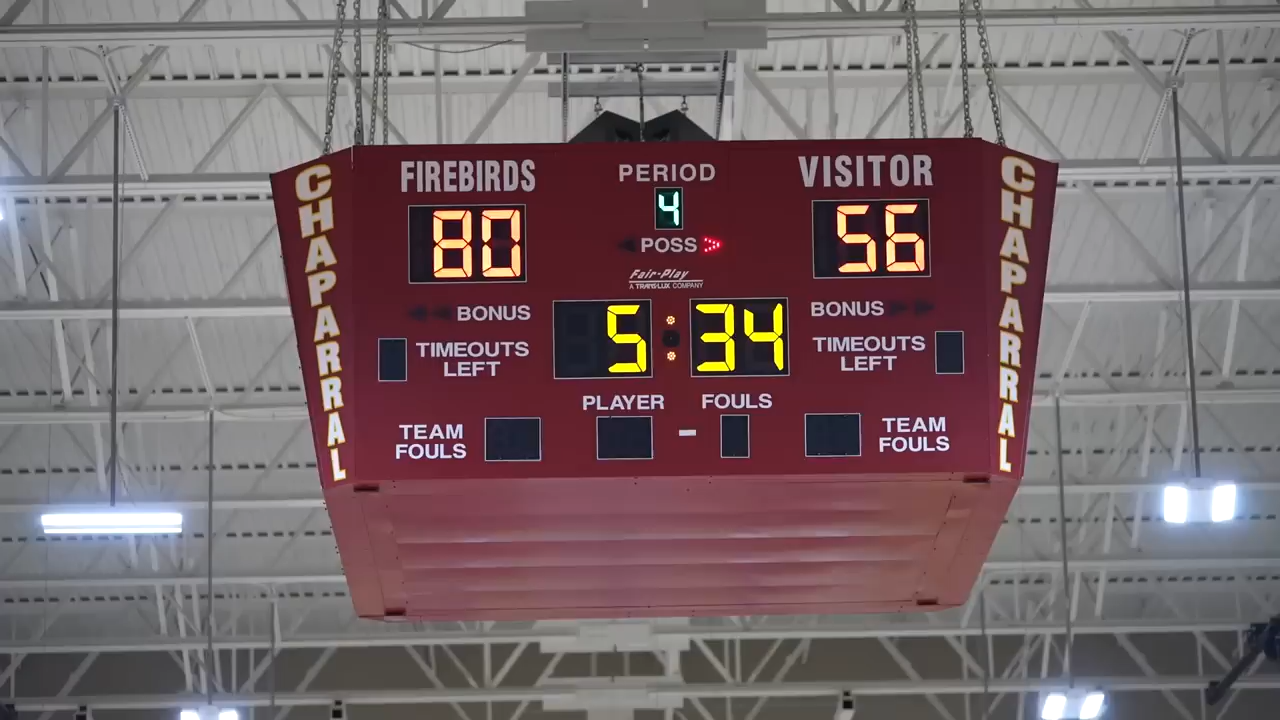 CHAPARRAL
FIREBIRDS
80
PERIOD
4
POSS
Fair-Play
A TRANS-LUX COMPANY
VISITOR
56
CHAPARRAL
BONUS
5:34
BONUS
TIMEOUTS
LEFT
TIMEOUTS
LEFT
PLAYER FOULS
-
TEAM
FOULS
TEAM
FOULS